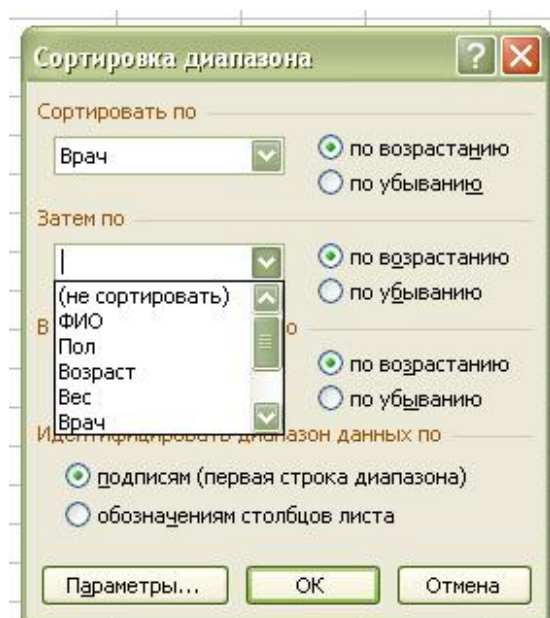 Сортировка диапазона
Сортировать по
Врач
по возрастанию
по убыванию
Затем по
по возрастанию
по убыванию
(не сортировать)
ФИО
Пол
Возраст
Вес
Врач
В
о
по возрастанию
по убыванию
Идентифицировать диапазон данных по
подписям (первая строка диапазона)
обозначениям столбцов листа
Параметры...
ОК
Отмена